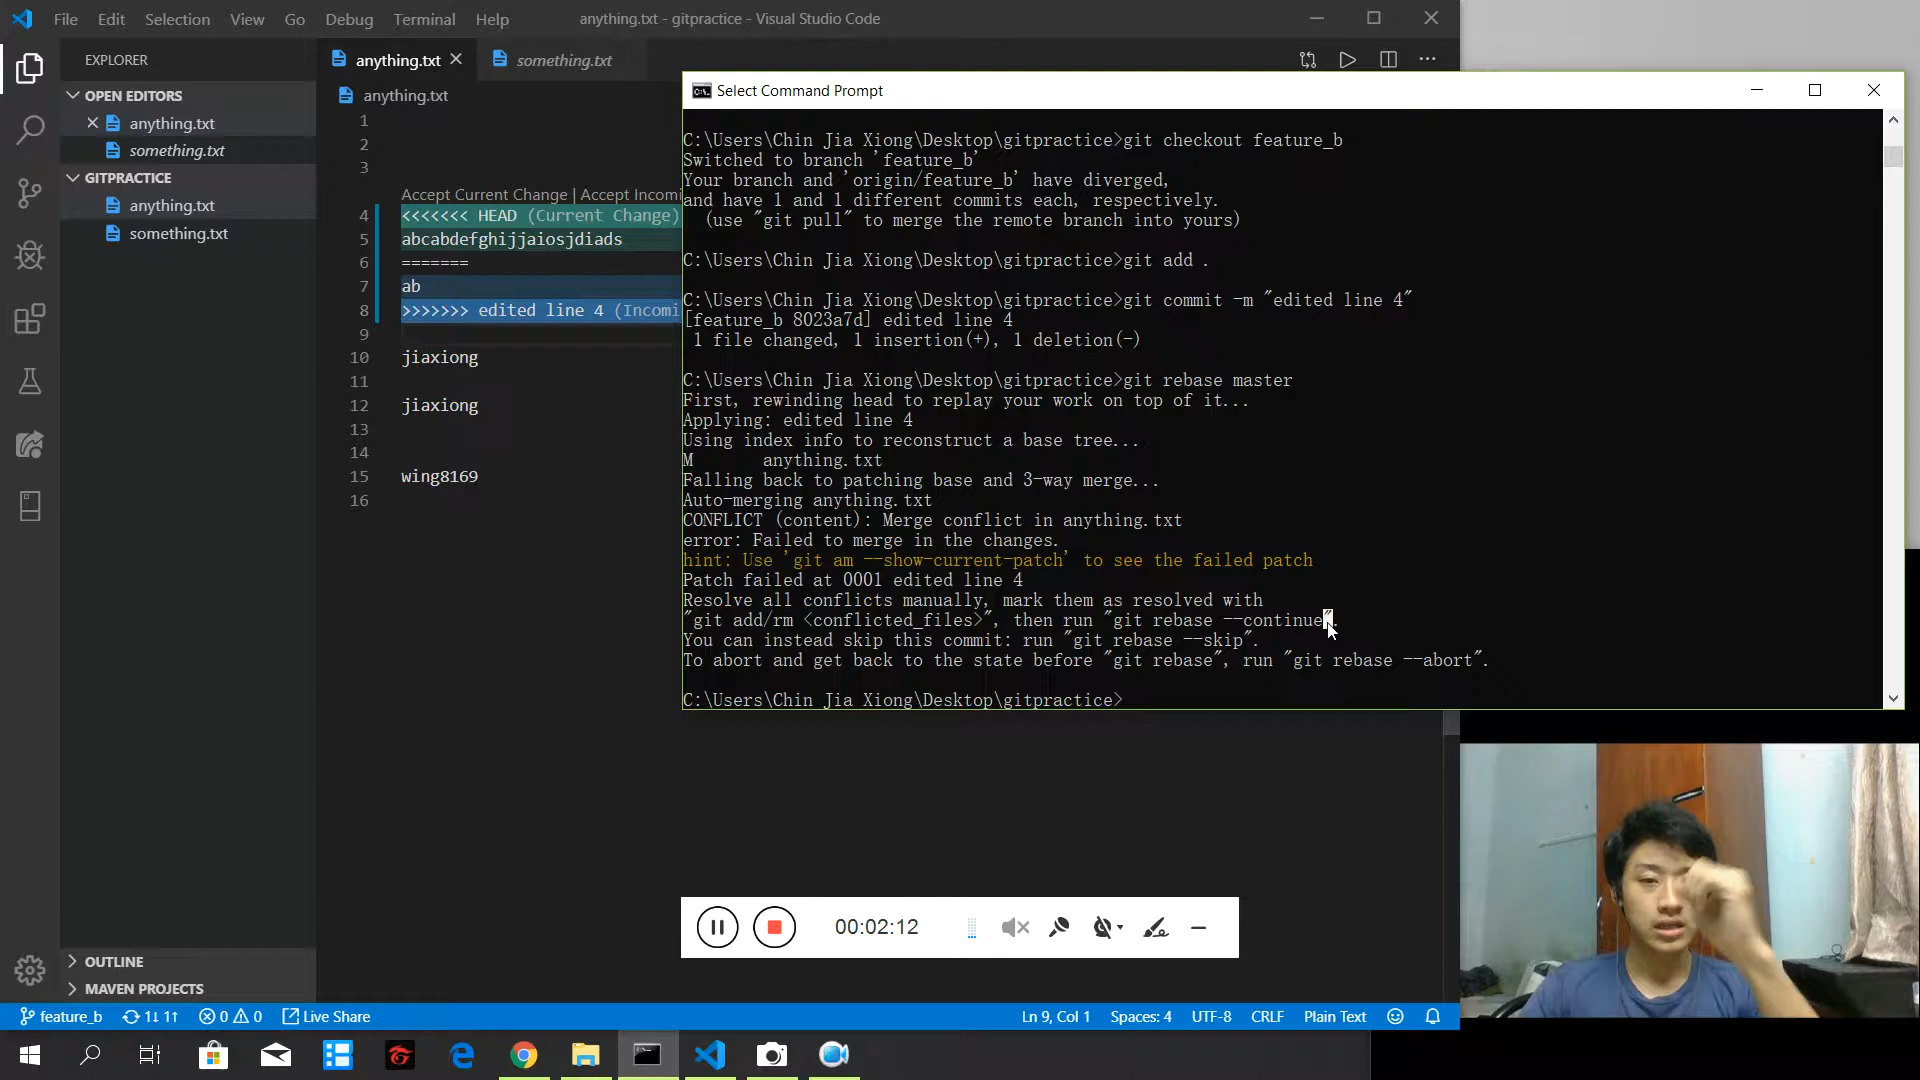 File Edit Selection View Go Debug Terminal Help
anything.txt - gitpractice - Visual Studio Code
EXPLORER
OPEN EDITORS
anything.txt
something.txt
GITPRACTICE
anything.txt
something.txt
OUTLINE
MAVEN PROJECTS
anything.txt
something.txt
anything.txt
1
2
3
Accept Current Change | Accept Incomi
4 <<<<<<< HEAD (Current Change)
5 abcabdefghijjaiosjdiads
6 =======
7 ab
8 >>>>>>> edited line 4 (Incomi
9
10 jiaxiong
11
12 jiaxiong
13
14
15 wing8169
16
Select Command Prompt
C:\Users\Chin Jia Xiong\Desktop\gitpractice>git checkout feature_b
Switched to branch 'feature_b'
Your branch and 'origin/feature_b' have diverged,
and have 1 and 1 different commits each, respectively.
(use "git pull" to merge the remote branch into yours)
C:\Users\Chin Jia Xiong\Desktop\gitpractice>git add .
C:\Users\Chin Jia Xiong\Desktop\gitpractice>git commit -m "edited line 4"
[feature_b 8023a7d] edited line 4
1 file changed, 1 insertion(+), 1 deletion(-)
C:\Users\Chin Jia Xiong\Desktop\gitpractice>git rebase master
First, rewinding head to replay your work on top of it...
Applying: edited line 4
Using index info to reconstruct a base tree...
M anything.txt
Falling back to patching base and 3-way merge...
Auto-merging anything.txt
CONFLICT (content): Merge conflict in anything.txt
error: Failed to merge in the changes.
hint: Use 'git am --show-current-patch' to see the failed patch
Patch failed at 0001 edited line 4
Resolve all conflicts manually, mark them as resolved with
"git add/rm <conflicted_files>", then run "git rebase --continue".
You can instead skip this commit: run "git rebase --skip".
To abort and get back to the state before "git rebase", run "git rebase --abort".
C:\Users\Chin Jia Xiong\Desktop\gitpractice>
00:02:12
feature_b 1↓ 1↑ 0 0 Live Share
Ln 9, Col 1 Spaces: 4 UTF-8 CRLF Plain Text